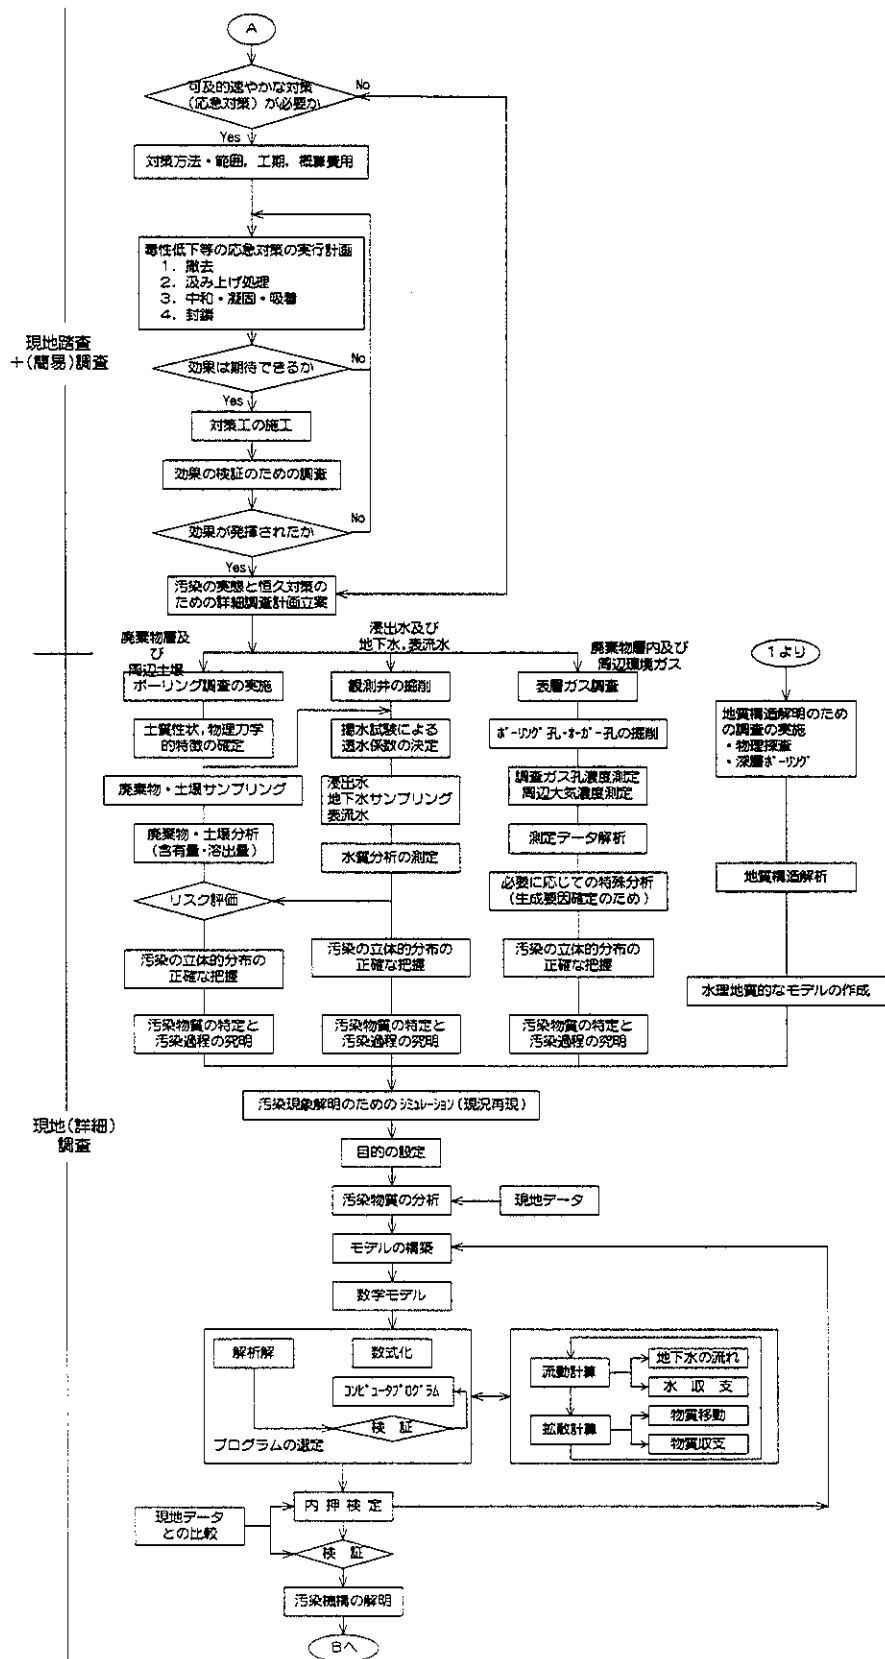 A
可及的速やかな対策
(応急対策)が必要か
No
Yes
対策方法・範囲，工期，概算費用
毒性低下等の応急対策の実行計画
1. 撤去
2. 汲み上げ処理
3. 中和・凝固・吸着
4. 封鎖
現地踏査
＋(簡易)調査
効果は期待できるか
No
Yes
対策工の施工
効果の検証のための調査
効果が発揮されたか
No
Yes
汚染の実態と恒久対策の
ための詳細調査計画立案
廃棄物層及
び
周辺土壌
浸出水及び
地下水，表流水
廃棄物層内及び
周辺環境ガス
1より
ボーリング調査の実施
観測井の掘削
表層ガス調査
地質構造解明のため
の調査の実施
・物理探査
・深層ボーリング
土質性状，物理力学
的特徴の確定
揚水試験による
透水係数の決定
ボーリング孔・オーガー孔の掘削
廃棄物・土壌サンプリング
浸出水
地下水サンプリング
表流水
調査ガス孔濃度測定
周辺大気濃度測定
廃棄物・土壌分析
(含有量・溶出量)
水質分析の測定
測定データ解析
地質構造解析
リスク評価
必要に応じての特殊分析
(生成要因確定のため)
汚染の立体的分布の
正確な把握
汚染の立体的分布の
正確な把握
汚染の立体的分布の
正確な把握
水理地質的なモデルの作成
汚染物質の特定と
汚染過程の究明
汚染物質の特定と
汚染過程の究明
汚染物質の特定と
汚染過程の究明
汚染現象解明のためのシミュレーション(現況再現)
現地(詳細)
調査
目的の設定
汚染物質の分析
現地データ
モデルの構築
数学モデル
解析解
数式化
コンピュータプログラム
検 証
プログラムの選定
流動計算
地下水の流れ
水 収 支
拡散計算
物質移動
物質収支
内 挿 検 定
現地データ
との比較
検 証
汚染機構の解明
Bへ